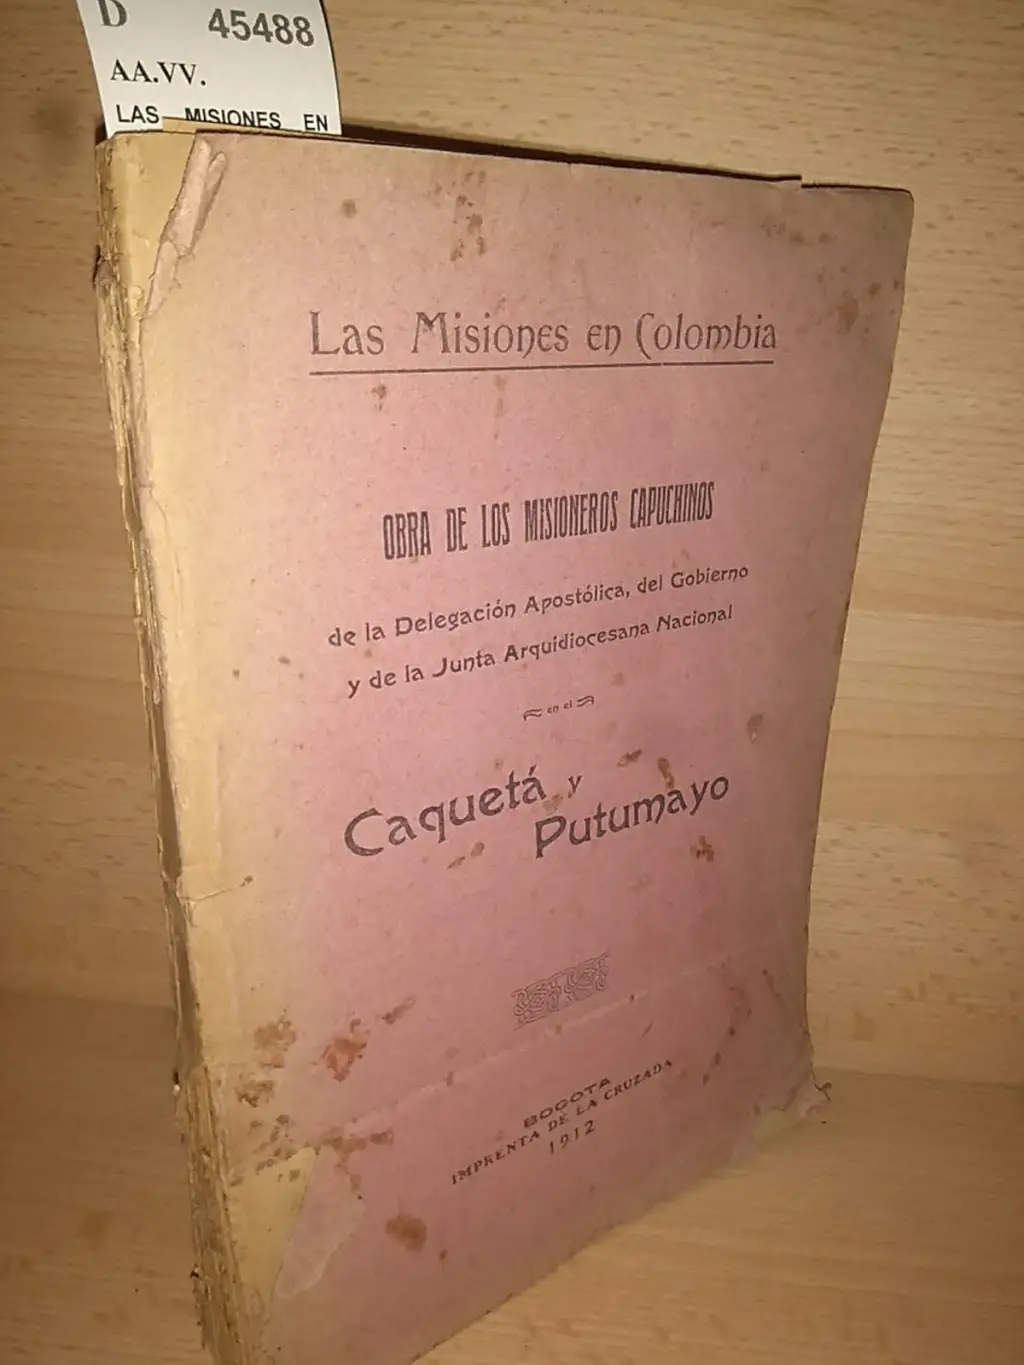 D 45488
AA.VV.
LAS MISIONES EN
Las Misiones en Colombia
OBRA DE LOS MISIONEROS CAPUCHINOS
de la Delegación Apostólica, del Gobierno
y de la Junta Arquidiocesana Nacional
en el
Caquetá y
Putumayo
BOGOTA
IMPRENTA DE LA CRUZADA
1912